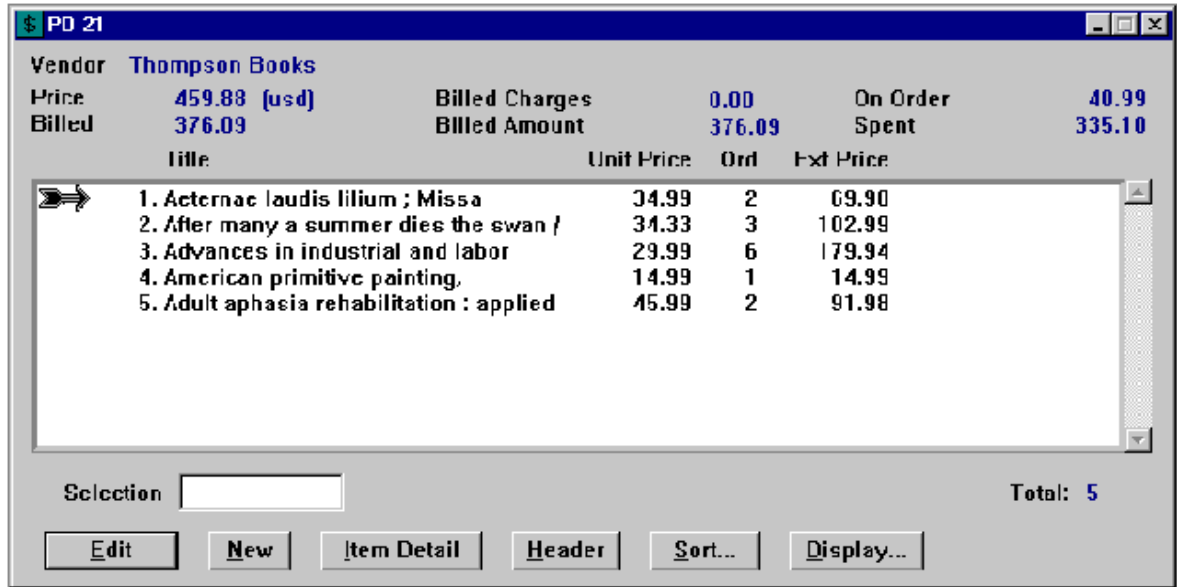 PO 21
Vendor Thompson Books
Price 459.88 (usd) Billed Charges 0.00 On Order 40.99
Billed 376.09 Billed Amount 376.09 Spent 335.10
Title Unit Price Ord Ext Price
1. Aeternae laudis lilium ; Missa 34.99 2 69.98
2. After many a summer dies the swan / 34.33 3 102.99
3. Advances in industrial and labor 29.99 6 179.94
4. American primitive painting, 14.99 1 14.99
5. Adult aphasia rehabilitation : applied 45.99 2 91.98
Selection Total: 5
Edit New Item Detail Header Sort... Display...